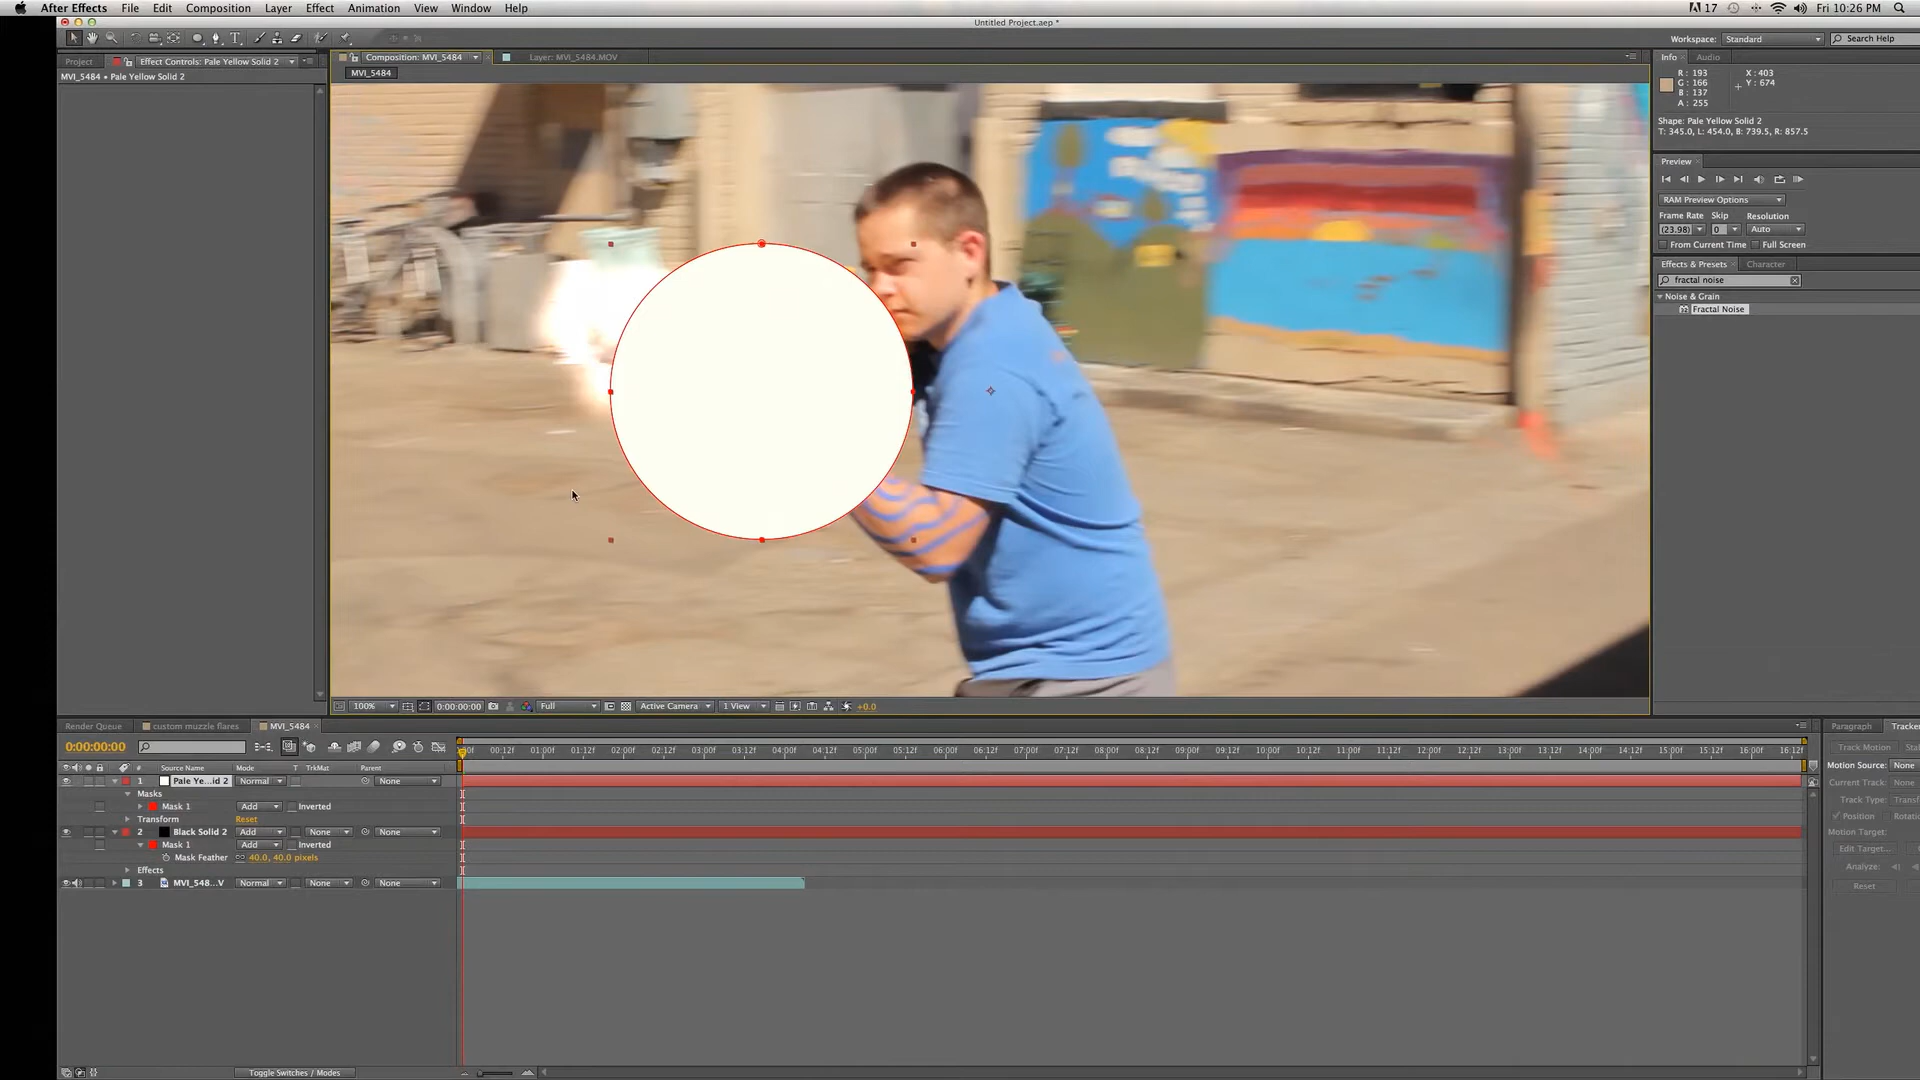 After Effects File Edit Composition Layer Effect Animation View Window Help
17 Fri 10:26 PM
Untitled Project.aep *
Workspace: Standard Search Help
Project Effect Controls: Pale Yellow Solid 2
MVI_5484 • Pale Yellow Solid 2
Composition: MVI_5484
Layer: MVI_5484.MOV
MVI_5484
Info Audio
R : 193 X : 403
G : 166 Y : 674
B : 137
A : 255
Shape: Pale Yellow Solid 2
T: 345.0, L: 454.0, B: 739.5, R: 857.5
Preview
RAM Preview Options
Frame Rate Skip Resolution
(23.98) 0 Auto
From Current Time Full Screen
Effects & Presets Character
fractal noise
Noise & Grain
Fractal Noise
100% 0:00:00:00 Full Active Camera 1 View +0.0
Render Queue custom muzzle flares MVI_5484
0:00:00:00
:00f 00:12f 01:00f 01:12f 02:00f 02:12f 03:00f 03:12f 04:00f 04:12f 05:00f 05:12f 06:00f 06:12f 07:00f 07:12f 08:00f 08:12f 09:00f 09:12f 10:00f 10:12f 11:00f 11:12f 12:00f 12:12f 13:00f 13:12f 14:00f 14:12f 15:00f 15:12f 16:00f 16:12f
# Source Name Mode T TrkMat Parent
1 Pale Ye...id 2 Normal None
Masks
Mask 1 Add Inverted
Transform Reset
2 Black Solid 2 Add None None
Mask 1 Add Inverted
Mask Feather 40.0, 40.0 pixels
Effects
3 MVI_548...V Normal None None
Toggle Switches / Modes
Paragraph Tracker
Track Motion Sta
Motion Source: None
Current Track: None
Track Type: Transf
Position Rotatio
Motion Target:
Edit Target...
Analyze:
Reset